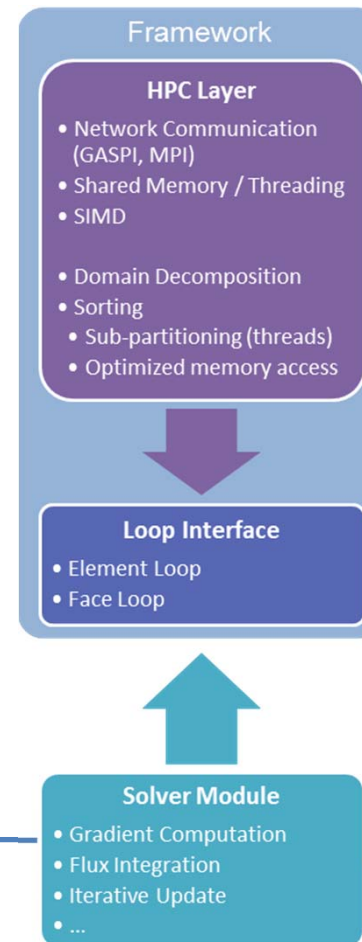 Framework
HPC Layer
• Network Communication
(GASPI, MPI)
• Shared Memory / Threading
• SIMD
• Domain Decomposition
• Sorting
• Sub-partitioning (threads)
• Optimized memory access
Loop Interface
• Element Loop
• Face Loop
Solver Module
• Gradient Computation
• Flux Integration
• Iterative Update
• ...